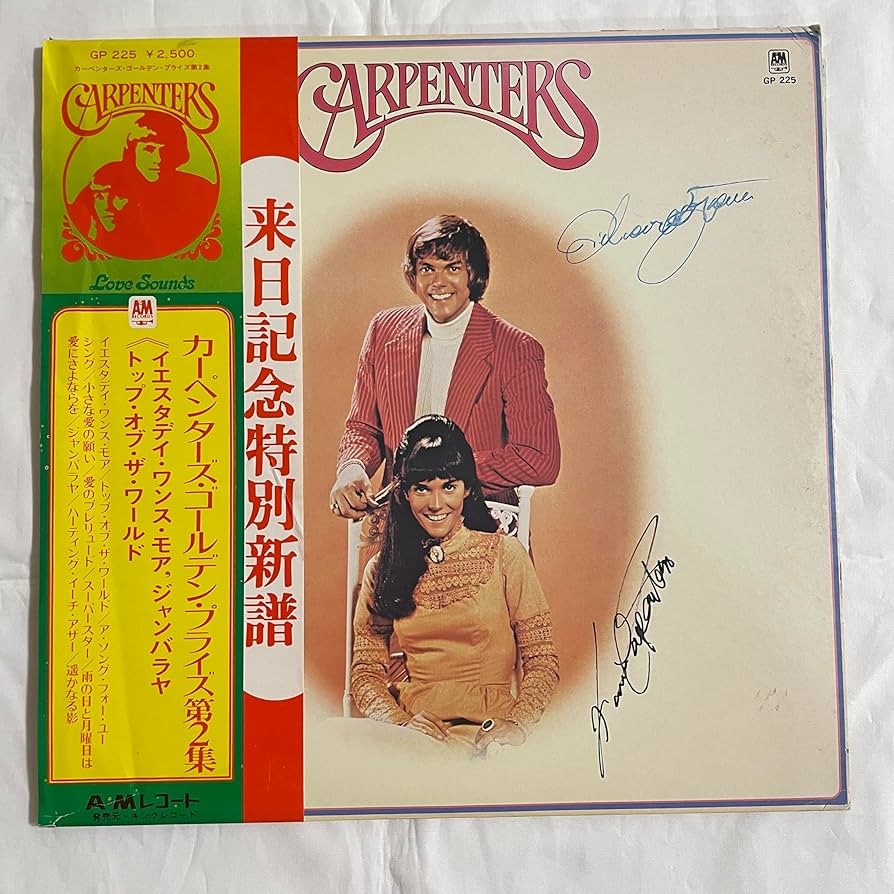 GP 225 ¥2,500
カーペンターズ・ゴールデン・プライズ第2集
CARPENTERS
Love Sounds
A&M
RECORDS
カーペンターズ・ゴールデン・プライズ第2集
《イエスタデイ・ワンス・モア,ジャンバラヤ
トップ・オブ・ザ・ワールド
イエスタデイ・ワンス・モア/トップ・オブ・ザ・ワールド/ア・ソング・フォー・ユー
シング/小さな愛の願い/愛のプレリュード/スーパースター/雨の日と月曜日は
愛にさよならを/ジャンバラヤ/ハーティング・イーチ・アザー/遥かなる影
A&Mレコード
発売元・キングレコード
来日記念特別新譜
CARPENTERS
A&M
GP 225